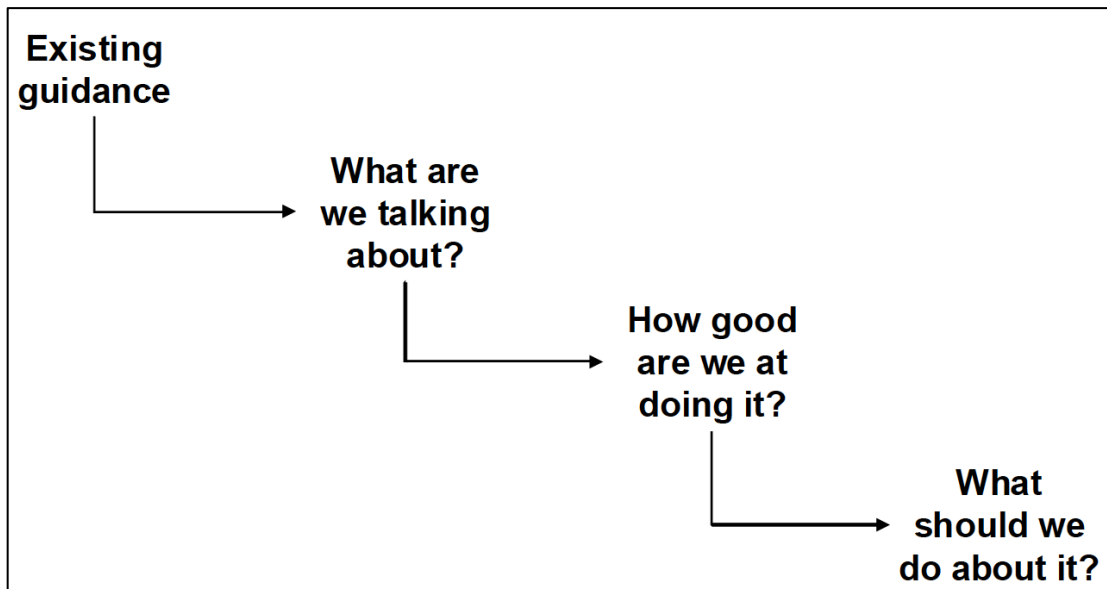 Existing
guidance
What are
we talking
about?
How good
are we at
doing it?
What
should we
do about it?